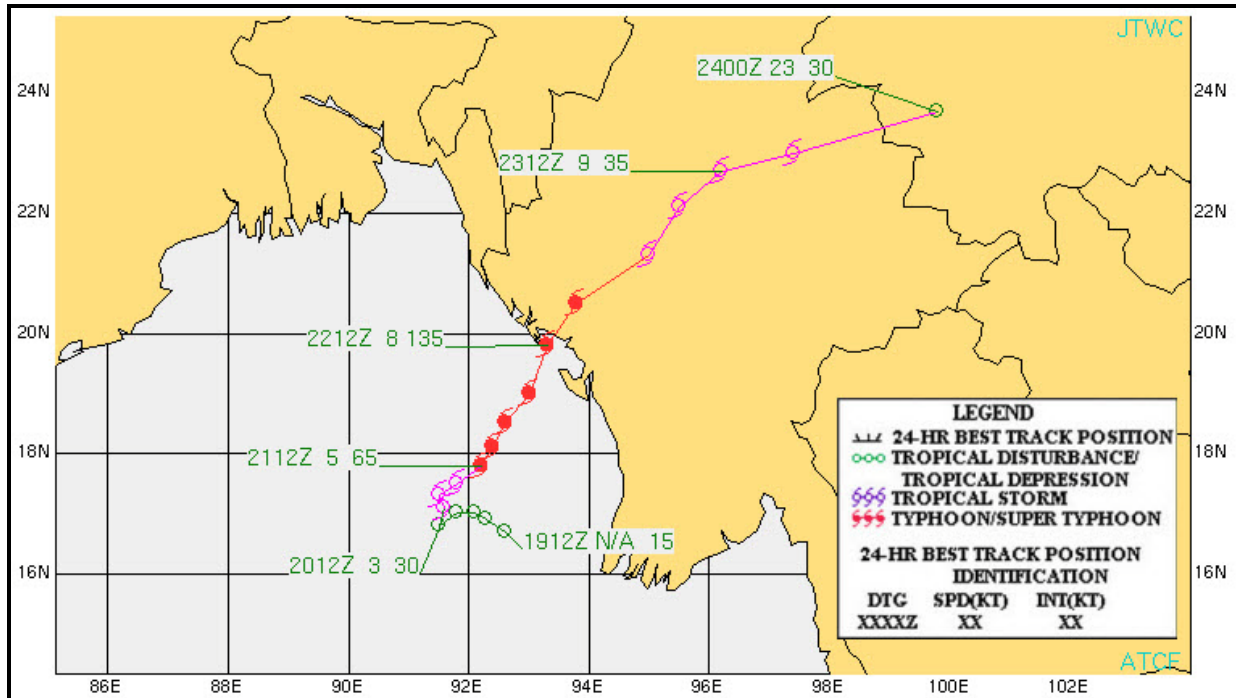 JTWC
24N
24N
2400Z 23 30
2312Z 9 35
22N
22N
2212Z 8 135
20N
20N
2112Z 5 65
18N
18N
1912Z N/A 15
2012Z 3 30
16N
16N
LEGEND
24-HR BEST TRACK POSITION
TROPICAL DISTURBANCE/
TROPICAL DEPRESSION
TROPICAL STORM
TYPHOON/SUPER TYPHOON
24-HR BEST TRACK POSITION
IDENTIFICATION
DTG SPD(KT) INT(KT)
XXXXZ XX XX
ATCF
86E 88E 90E 92E 94E 96E 98E 100E 102E